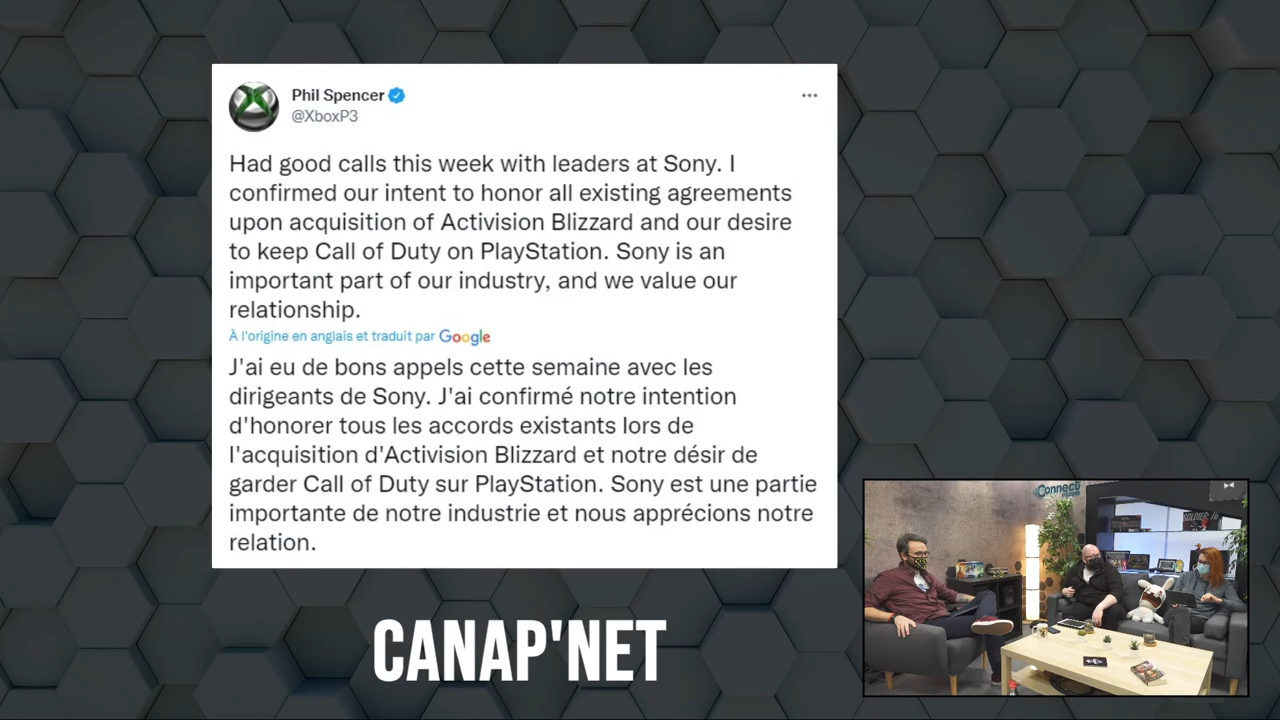 Phil Spencer
@XboxP3
Had good calls this week with leaders at Sony. I
confirmed our intent to honor all existing agreements
upon acquisition of Activision Blizzard and our desire
to keep Call of Duty on PlayStation. Sony is an
important part of our industry, and we value our
relationship.
À l'origine en anglais et traduit par Google
J'ai eu de bons appels cette semaine avec les
dirigeants de Sony. J'ai confirmé notre intention
d'honorer tous les accords existants lors de
l'acquisition d'Activision Blizzard et notre désir de
garder Call of Duty sur PlayStation. Sony est une partie
importante de notre industrie et nous apprécions notre
relation.
CANAP'NET
Connect
SOLDIER: 76